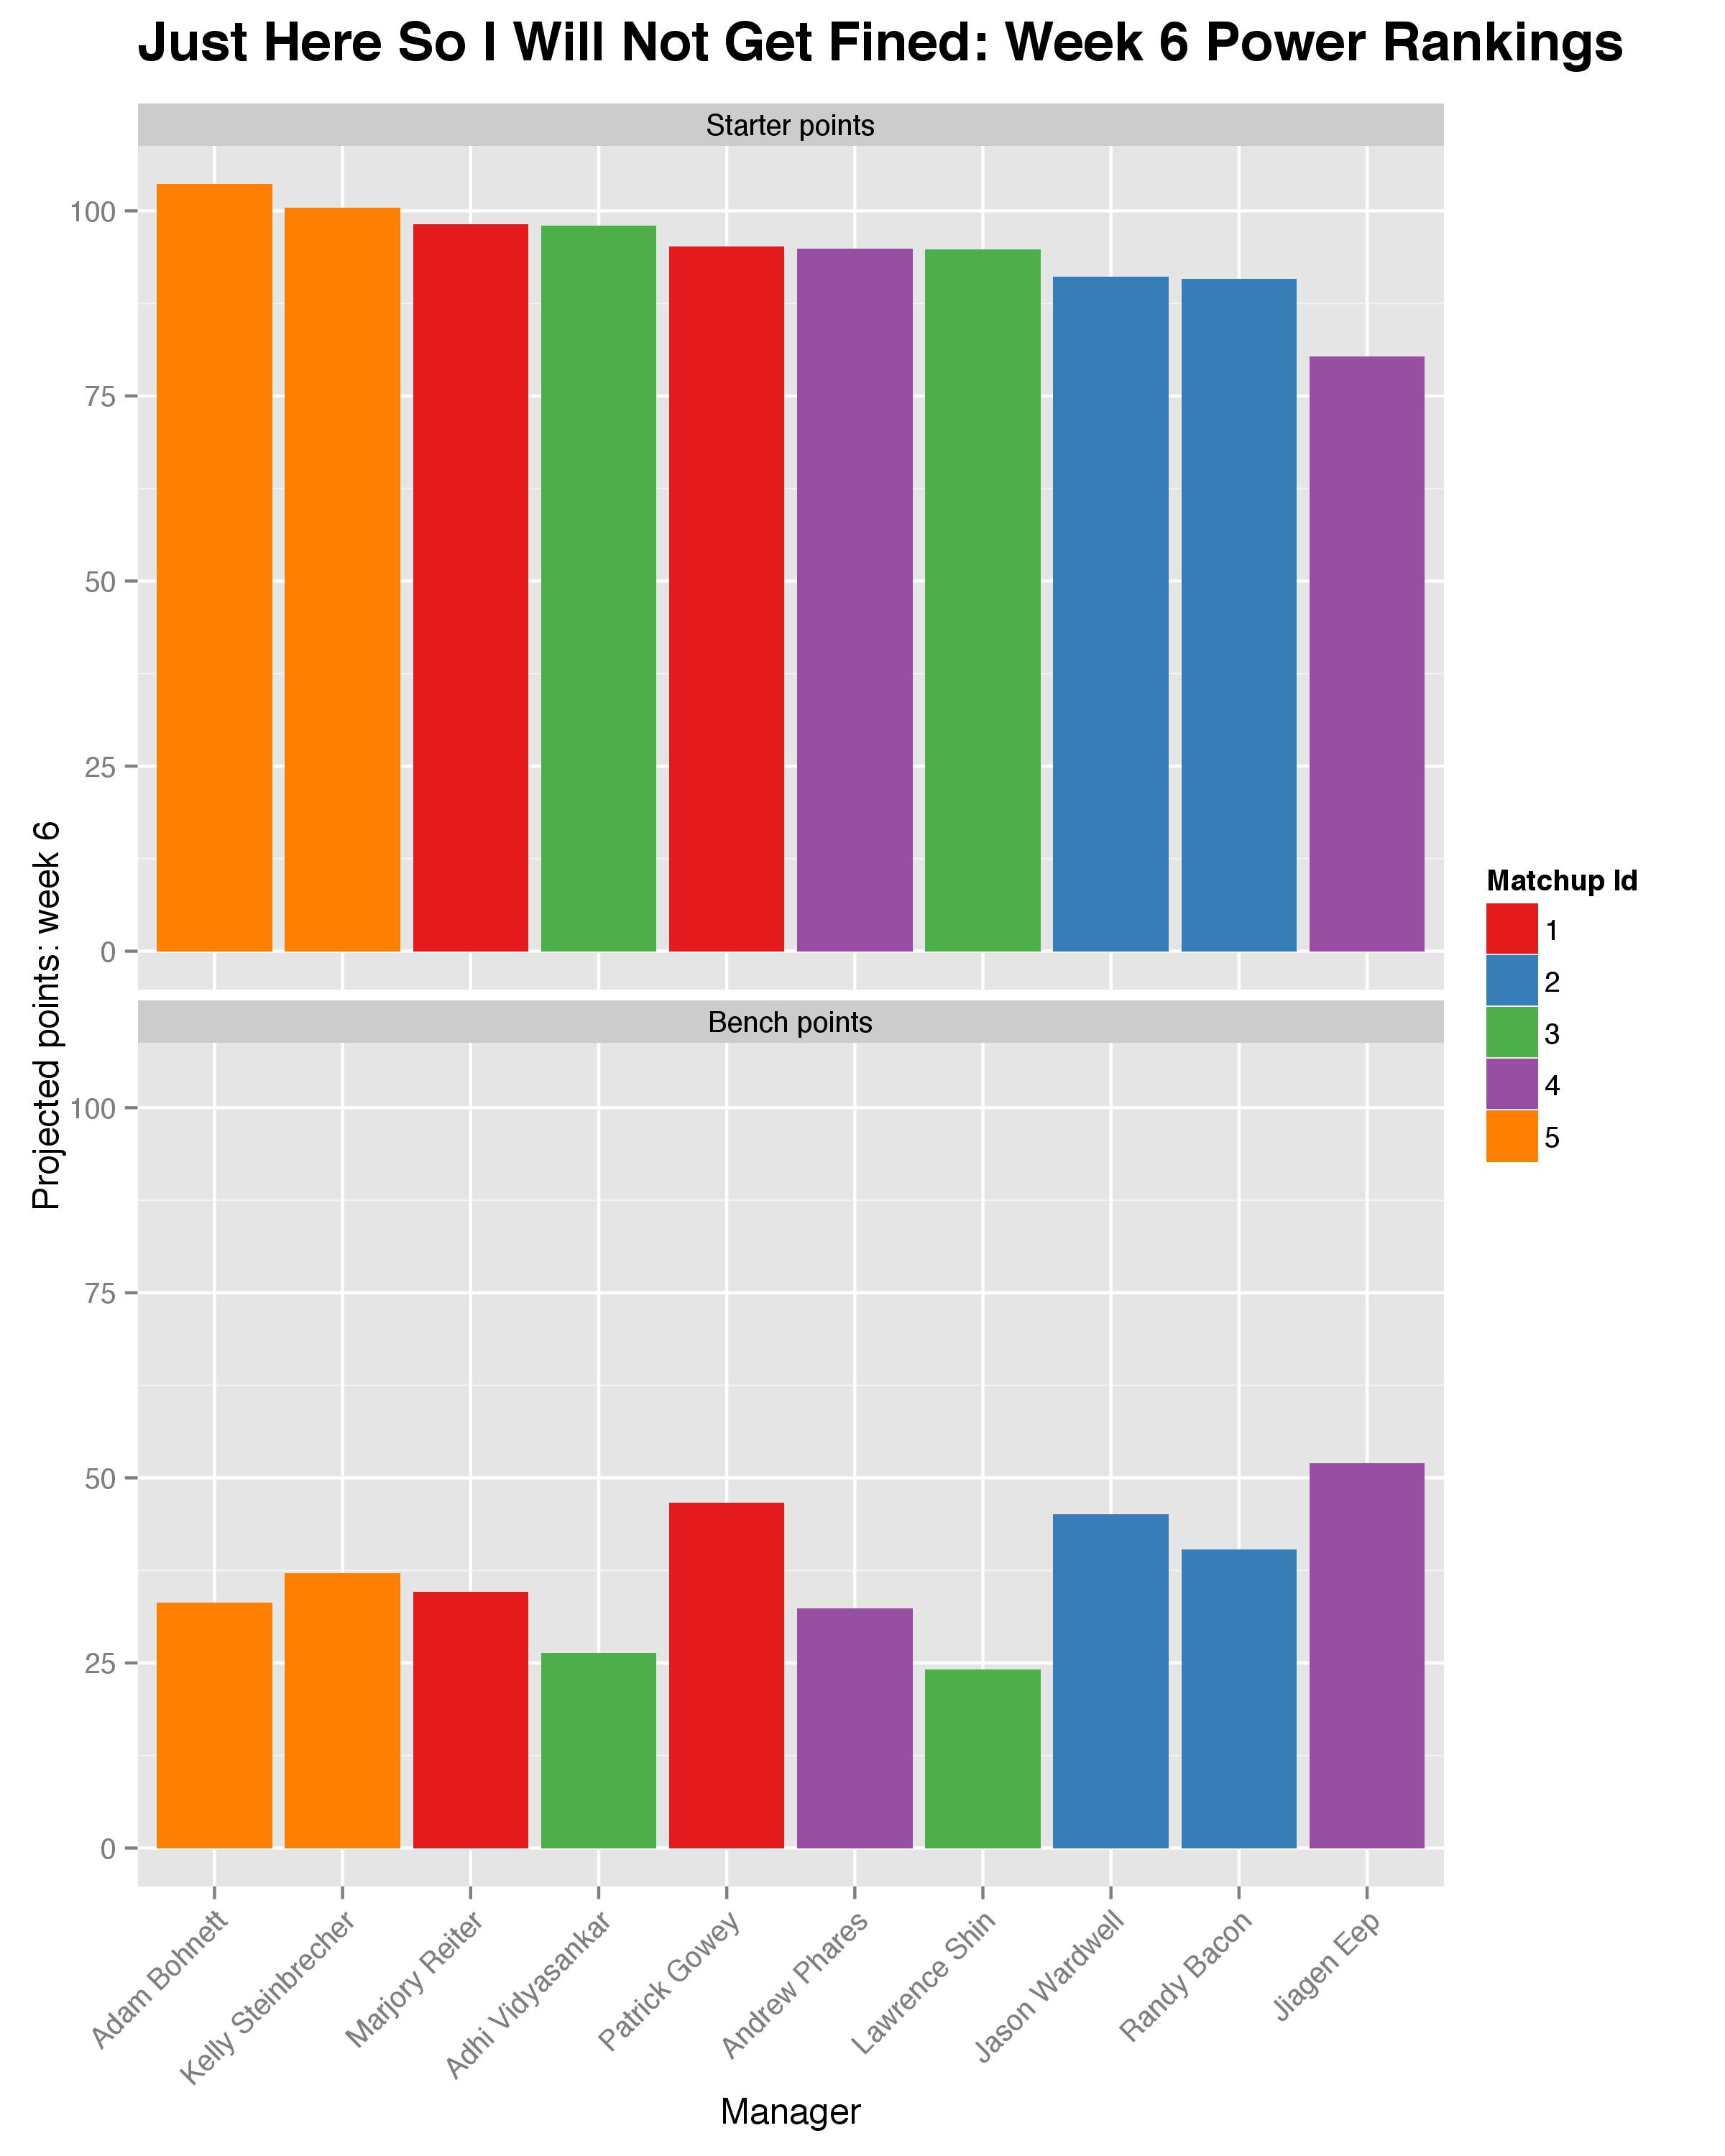 Just Here So I Will Not Get Fined: Week 6 Power Rankings
Starter points
100
75
50
25
0
Bench points
100
75
50
25
0
Projected points: week 6
Adam Bohnett
Kelly Steinbrecher
Marjory Reiter
Adhi Vidyasankar
Patrick Gowey
Andrew Phares
Lawrence Shin
Jason Wardwell
Randy Bacon
Jiagen Eep
Manager
Matchup Id
1
2
3
4
5